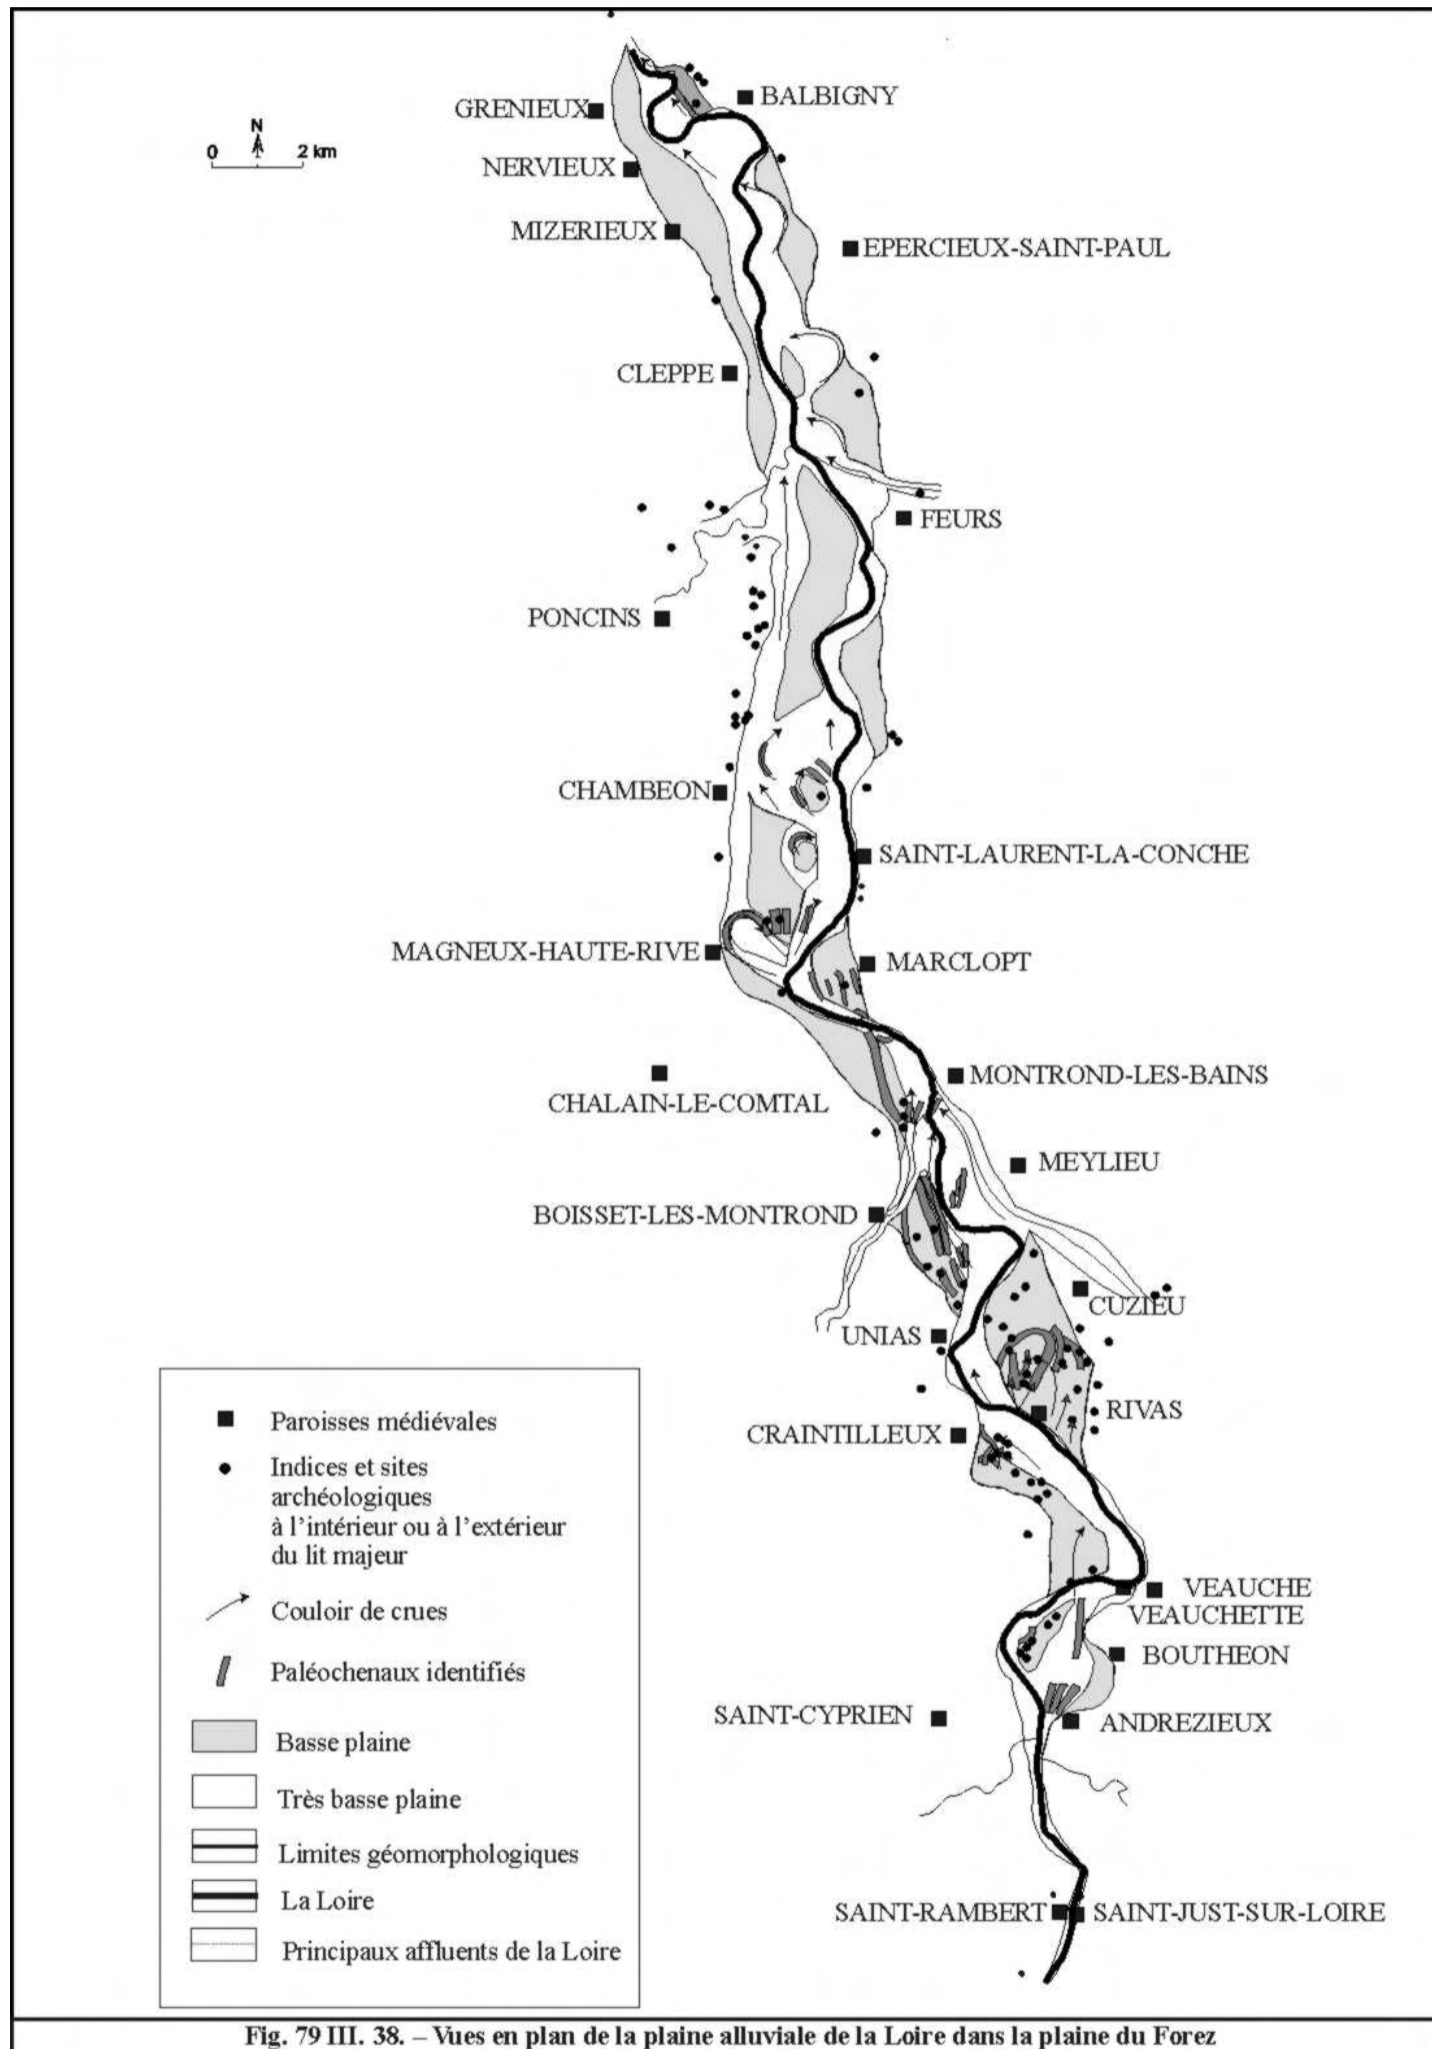 BALBIGNY
GRENIEUX
N
0 2 km
NERVIEUX
MIZERIEUX
EPERCIEUX-SAINT-PAUL
CLEPPE
FEURS
PONCINS
CHAMBEON
SAINT-LAURENT-LA-CONCHE
MAGNEUX-HAUTE-RIVE
MARCLOPT
MONTROND-LES-BAINS
CHALAIN-LE-COMTAL
MEYLIEU
BOISSET-LES-MONTROND
CUZIEU
UNIAS
RIVAS
CRAINTILLEUX
VEAUCHE
VEAUCHETTE
BOUTHEON
SAINT-CYPRIEN
ANDREZIEUX
SAINT-RAMBERT
SAINT-JUST-SUR-LOIRE
Paroisses médiévales
Indices et sites
archéologiques
à l'intérieur ou à l'extérieur
du lit majeur
Couloir de crues
Paléochenaux identifiés
Basse plaine
Très basse plaine
Limites géomorphologiques
La Loire
Principaux affluents de la Loire
Fig. 79 III. 38. – Vues en plan de la plaine alluviale de la Loire dans la plaine du Forez